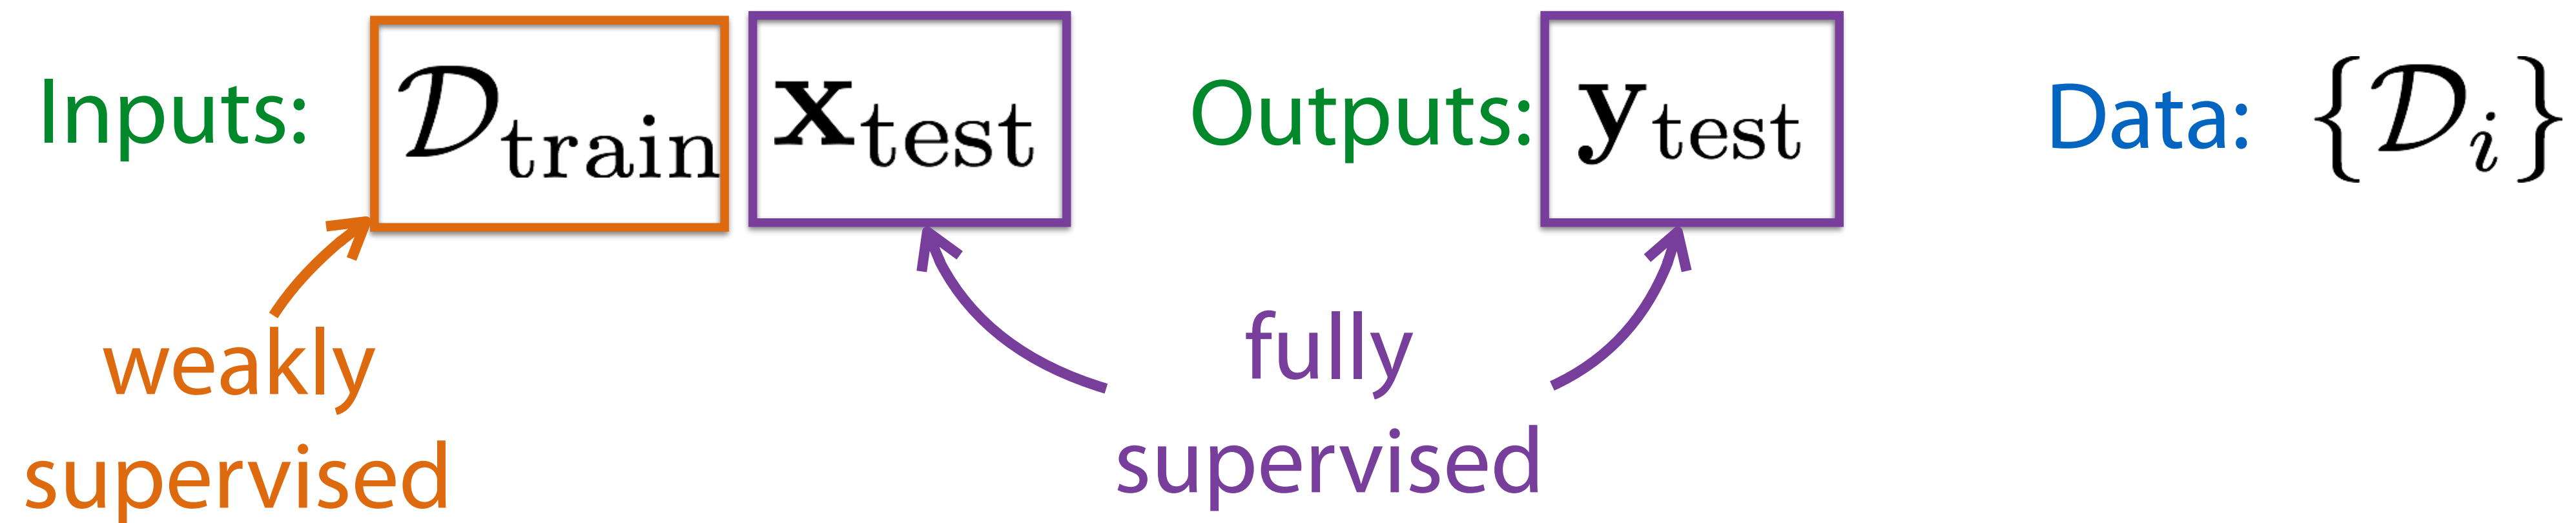 Inputs: 𝒟train xtest Outputs: ytest Data: {𝒟i}
weakly
supervised
fully
supervised